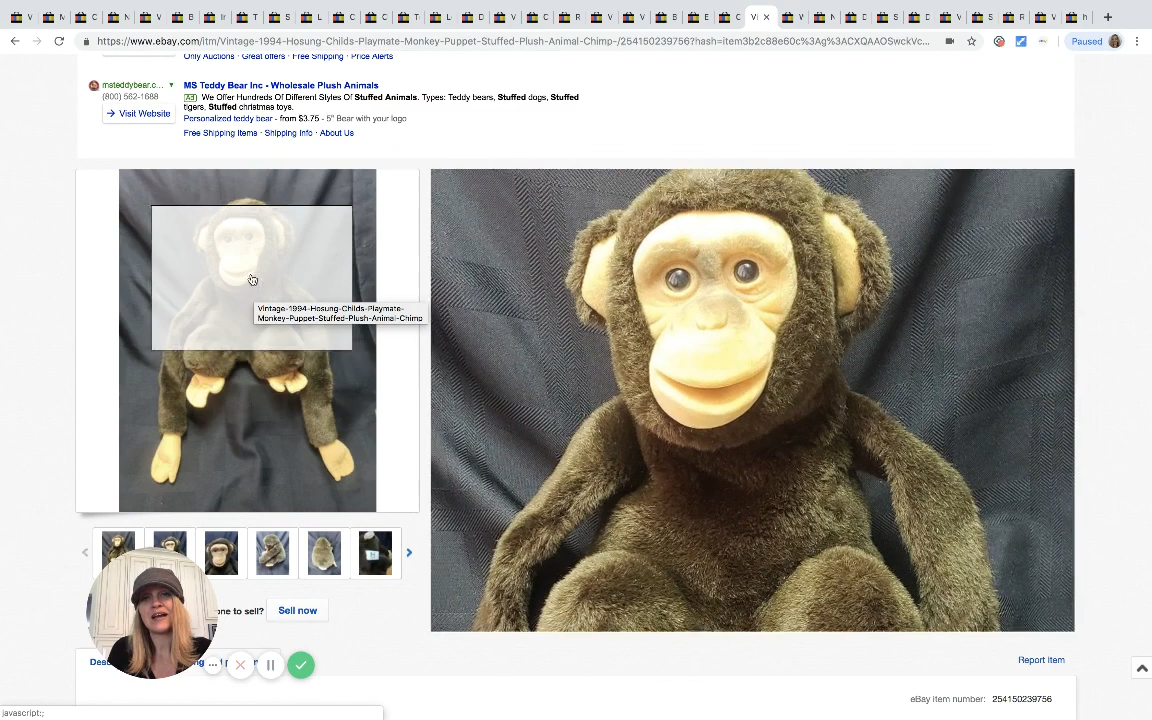 V M C N V B Ir T S L C C T L D V C R V V B E C Vi V N D S D V S R V h
https://www.ebay.com/itm/Vintage-1994-Hosung-Childs-Playmate-Monkey-Puppet-Stuffed-Plush-Animal-Chimp-/254150239756?hash=item3b2c88e60c%3Ag%3ACXQAAOSwckVc... Paused
Only Auctions · Great offers · Free Shipping · Price Alerts
msteddybear.c...
(800) 562-1688
Visit Website
MS Teddy Bear Inc - Wholesale Plush Animals
Ad We Offer Hundreds Of Different Styles Of Stuffed Animals. Types: Teddy bears, Stuffed dogs, Stuffed
tigers, Stuffed christmas toys.
Personalized teddy bear - from $3.75 - 5" Bear with your logo
Free Shipping Items · Shipping Info · About Us
Vintage-1994-Hosung-Childs-Playmate-
Monkey-Puppet-Stuffed-Plush-Animal-Chimp
one to sell? Sell now
Des
Report item
eBay item number: 254150239756
javascript:;